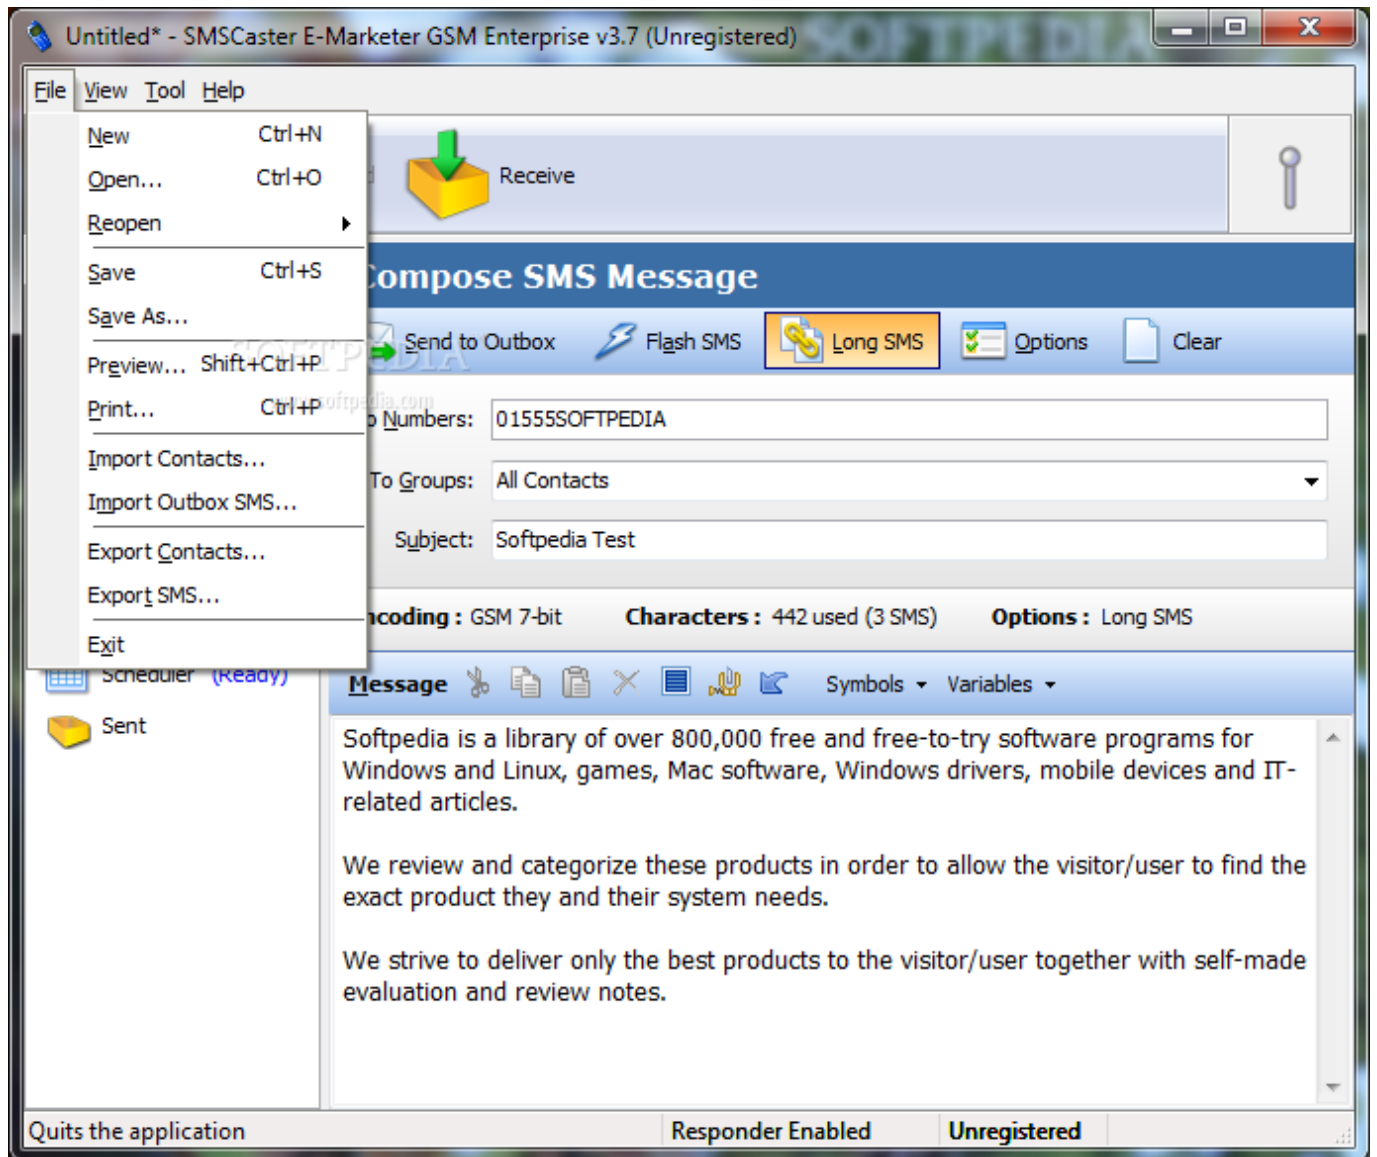 Untitled* - SMSCaster E-Marketer GSM Enterprise v3.7 (Unregistered)
SOFTPEDIA
File View Tool Help
New Ctrl+N
Open... Ctrl+O
Reopen
Save Ctrl+S
Save As...
Preview... Shift+Ctrl+P
Print... Ctrl+P
Import Contacts...
Import Outbox SMS...
Export Contacts...
Export SMS...
Exit
Receive
Compose SMS Message
Send to Outbox Flash SMS Long SMS Options Clear
SOFTPEDIA
www.softpedia.com
Numbers: 01555SOFTPEDIA
To Groups: All Contacts
Subject: Softpedia Test
ncoding : GSM 7-bit Characters : 442 used (3 SMS) Options : Long SMS
Scheduler (Ready)
Sent
Message Symbols Variables
Softpedia is a library of over 800,000 free and free-to-try software programs for
Windows and Linux, games, Mac software, Windows drivers, mobile devices and IT-
related articles.
We review and categorize these products in order to allow the visitor/user to find the
exact product they and their system needs.
We strive to deliver only the best products to the visitor/user together with self-made
evaluation and review notes.
Quits the application Responder Enabled Unregistered